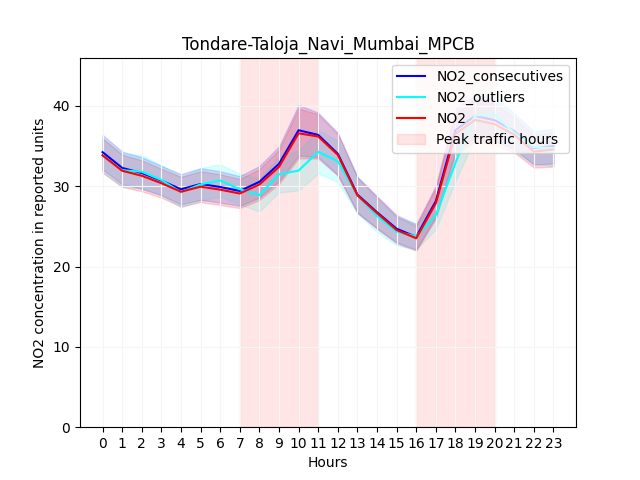 Tondare-Taloja_Navi_Mumbai_MPCB
NO2 concentration in reported units
40
30
20
10
0
NO2_consecutives
NO2_outliers
NO2
Peak traffic hours
0 1 2 3 4 5 6 7 8 9 10 11 12 13 14 15 16 17 18 19 20 21 22 23
Hours